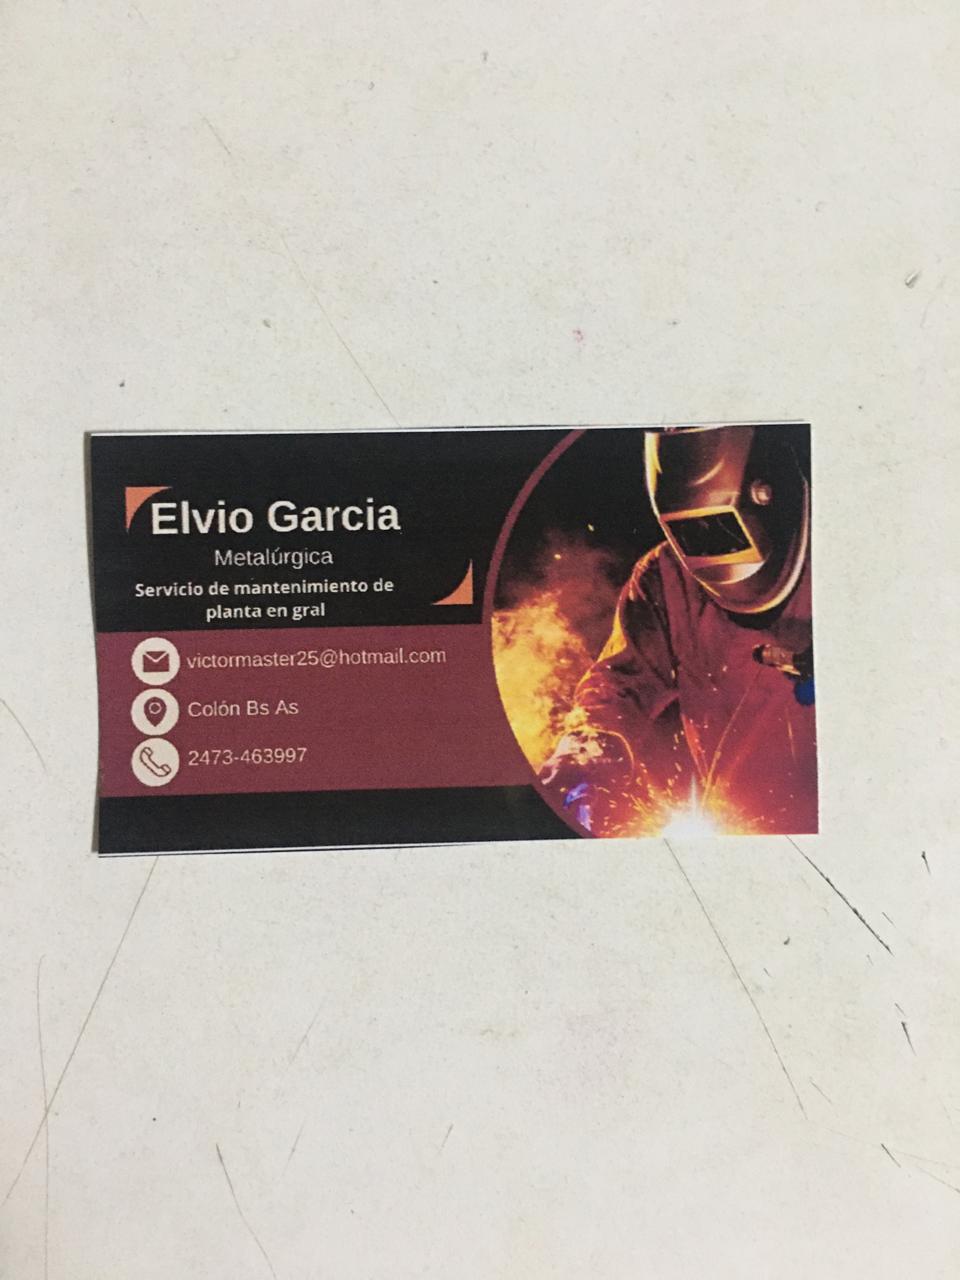 Elvio Garcia
Metalúrgica
Servicio de mantenimiento de
planta en gral
victormaster25@hotmail.com
Colón Bs As
2473-463997